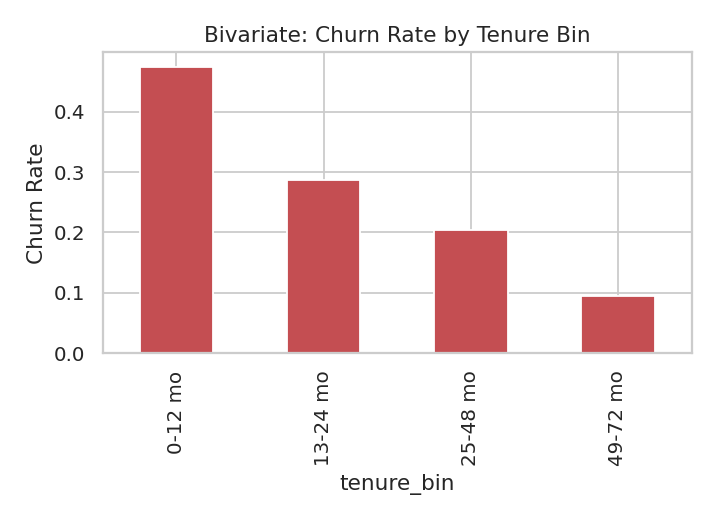 Bivariate: Churn Rate by Tenure Bin
Churn Rate
0.4
0.3
0.2
0.1
0.0
0-12 mo
13-24 mo
25-48 mo
49-72 mo
tenure_bin